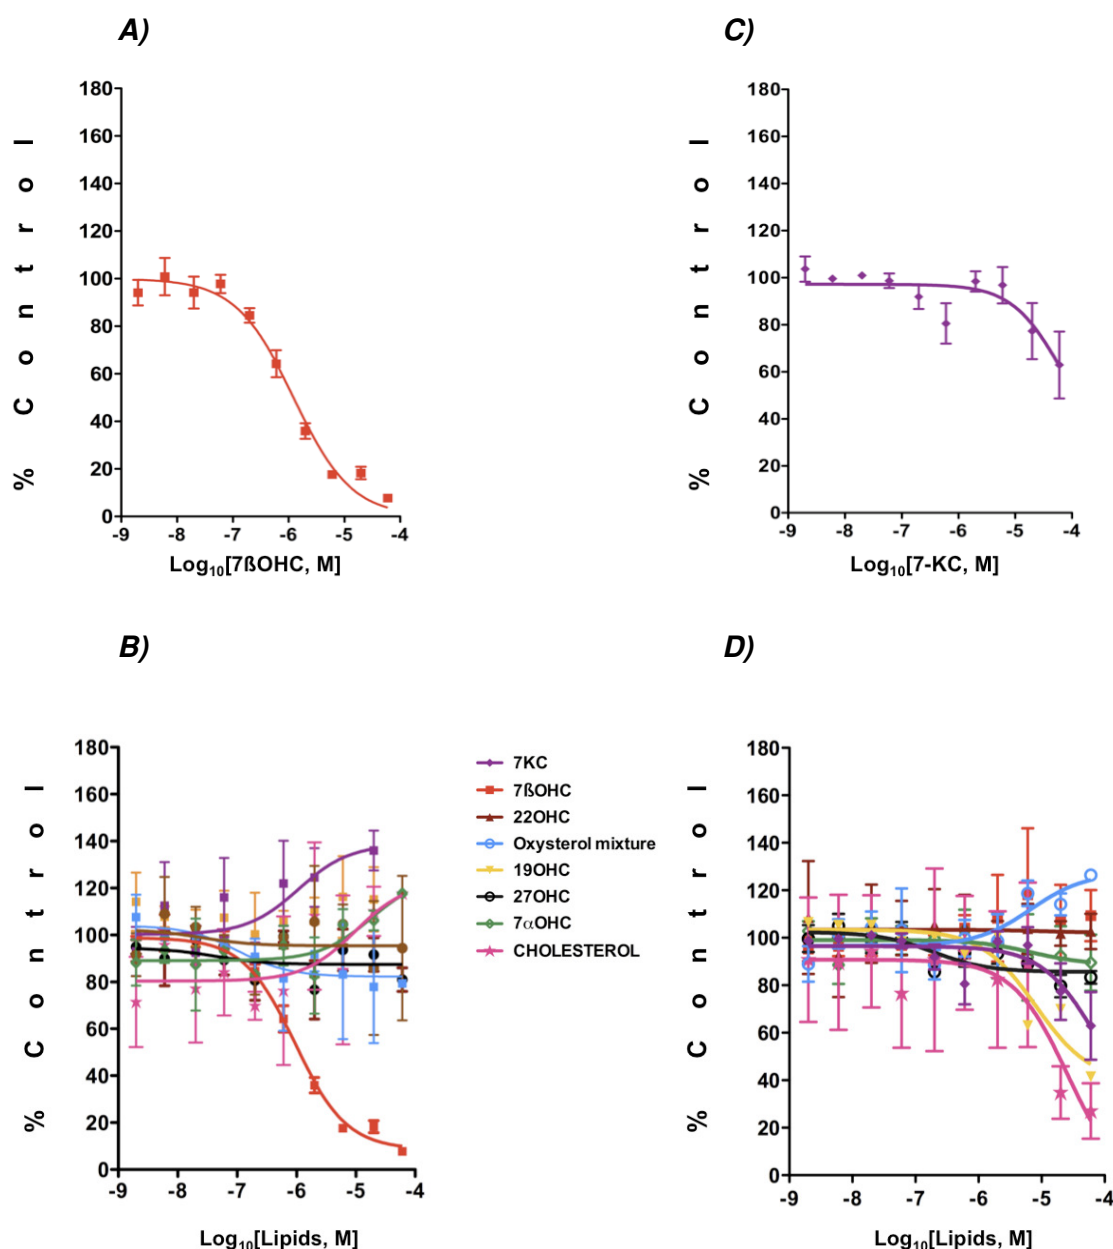 A)
% Control
180
160
140
120
100
80
60
40
20
0
-9 -8 -7 -6 -5 -4
Log10[7ßOHC, M]
C)
% Control
180
160
140
120
100
80
60
40
20
0
-9 -8 -7 -6 -5 -4
Log10[7-KC, M]
B)
% Control
180
160
140
120
100
80
60
40
20
0
-9 -8 -7 -6 -5 -4
Log10[Lipids, M]
7KC
7ßOHC
22OHC
Oxysterol mixture
19OHC
27OHC
7αOHC
CHOLESTEROL
D)
% Control
180
160
140
120
100
80
60
40
20
0
-9 -8 -7 -6 -5 -4
Log10[Lipids, M]